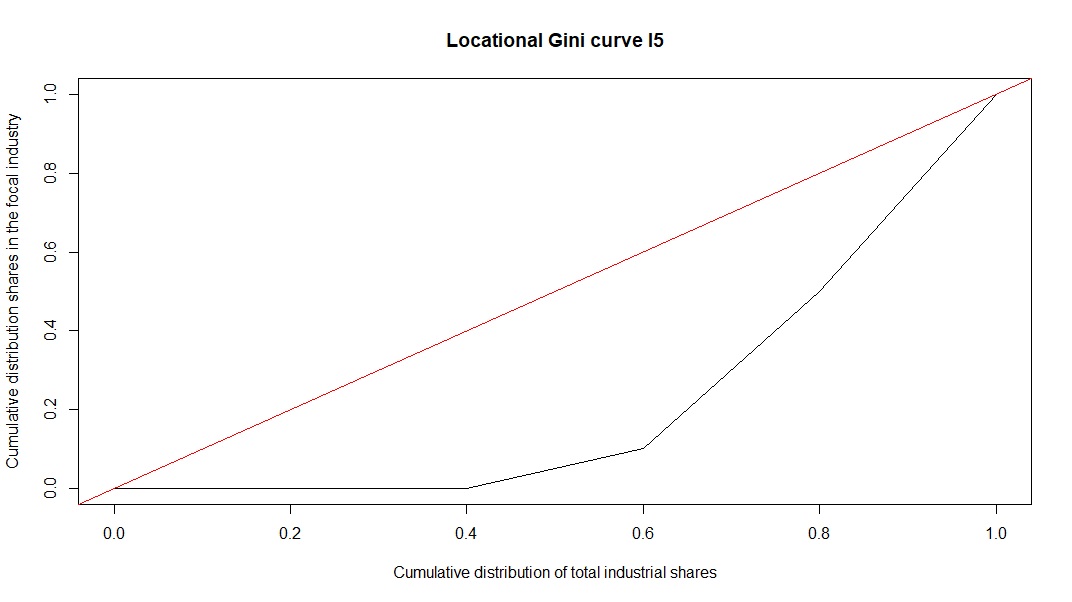 Locational Gini curve I5
Cumulative distribution shares in the focal industry
1.0
0.8
0.6
0.4
0.2
0.0
0.0 0.2 0.4 0.6 0.8 1.0
Cumulative distribution of total industrial shares